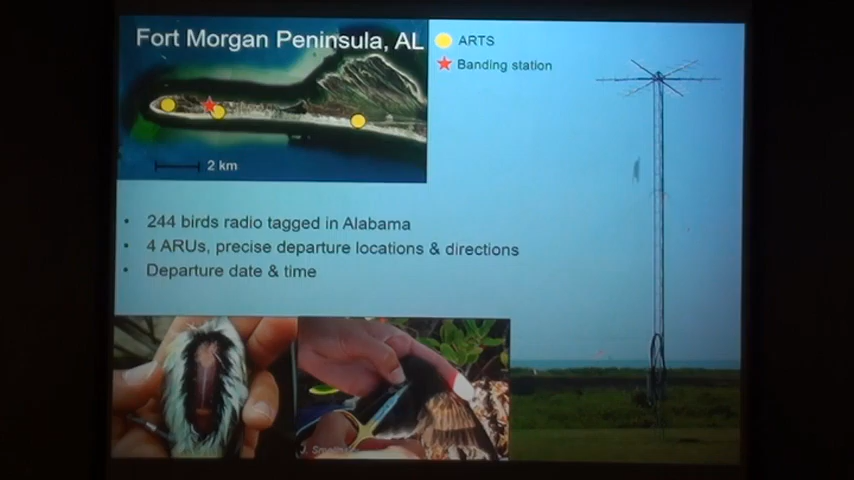 Fort Morgan Peninsula, AL
ARTS
Banding station
2 km
• 244 birds radio tagged in Alabama
• 4 ARUs, precise departure locations & directions
• Departure date & time